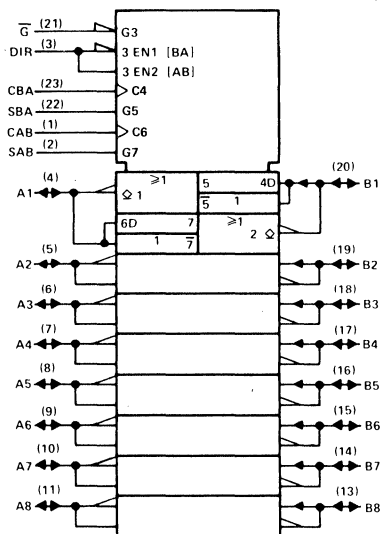 G̅ (21) G3
DIR (3) 3 EN1 [BA]
3 EN2 [AB]
CBA (23) C4
SBA (22) G5
CAB (1) C6
SAB (2) G7
A1 (4) ≥1 5 4D (20) B1
◇ 1 5̅ 1
6D 7 ≥1
1 7̅ 2 ◇
A2 (5) (19) B2
A3 (6) (18) B3
A4 (7) (17) B4
A5 (8) (16) B5
A6 (9) (15) B6
A7 (10) (14) B7
A8 (11) (13) B8